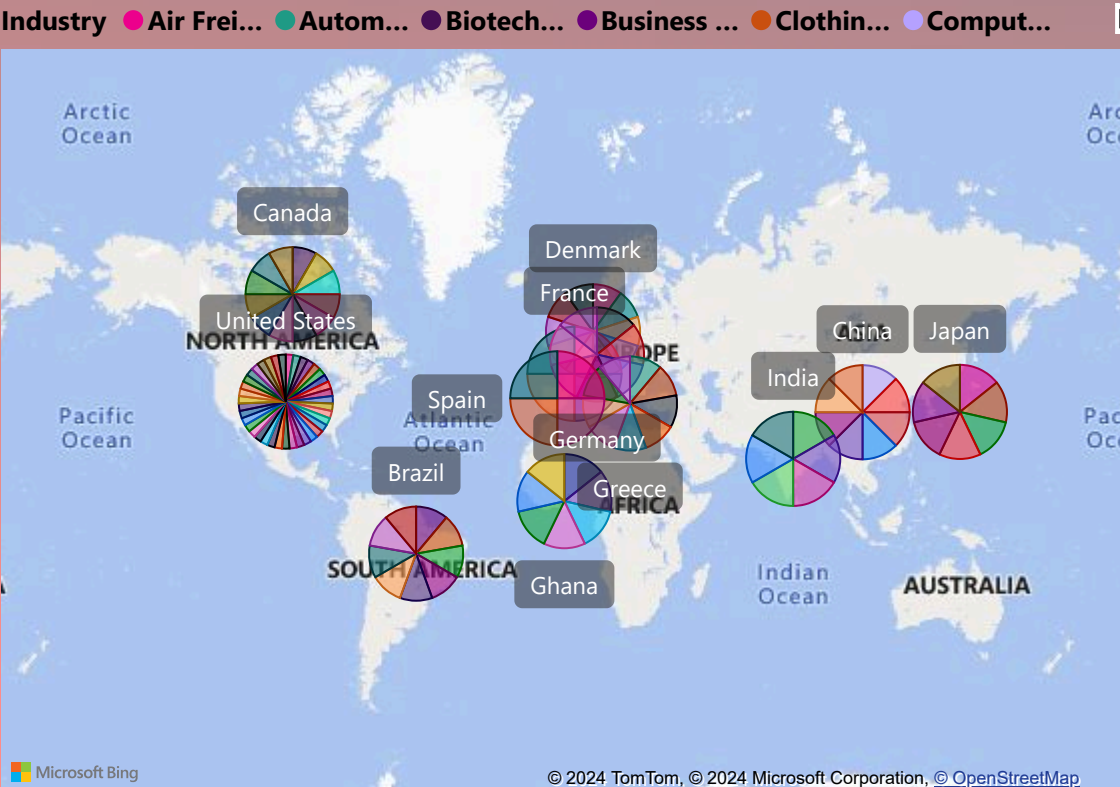 Industry Air Frei... Autom... Biotech... Business ... Clothin... Comput...
Arctic
Ocean
Canada
Denmark
France
United States
NORTH AMERICA
China
Japan
India
Spain
Pacific
Ocean
Atlantic
Ocean
Germany
Brazil
Greece
AFRICA
SOUTH AMERICA
Ghana
Indian
Ocean
AUSTRALIA
Microsoft Bing
© 2024 TomTom, © 2024 Microsoft Corporation, © OpenStreetMap